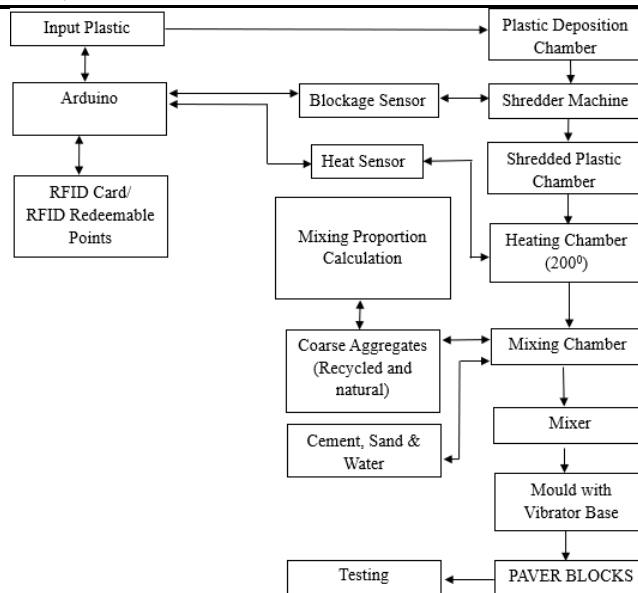 Input Plastic
Plastic Deposition
Chamber
Arduino
Blockage Sensor
Shredder Machine
Heat Sensor
Shredded Plastic
Chamber
RFID Card/
RFID Redeemable
Points
Mixing Proportion
Calculation
Heating Chamber
(200⁰)
Coarse Aggregates
(Recycled and
natural)
Mixing Chamber
Mixer
Cement, Sand &
Water
Mould with
Vibrator Base
Testing
PAVER BLOCKS